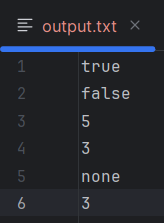 output.txt
1 true
2 false
3 5
4 3
5 none
6 3